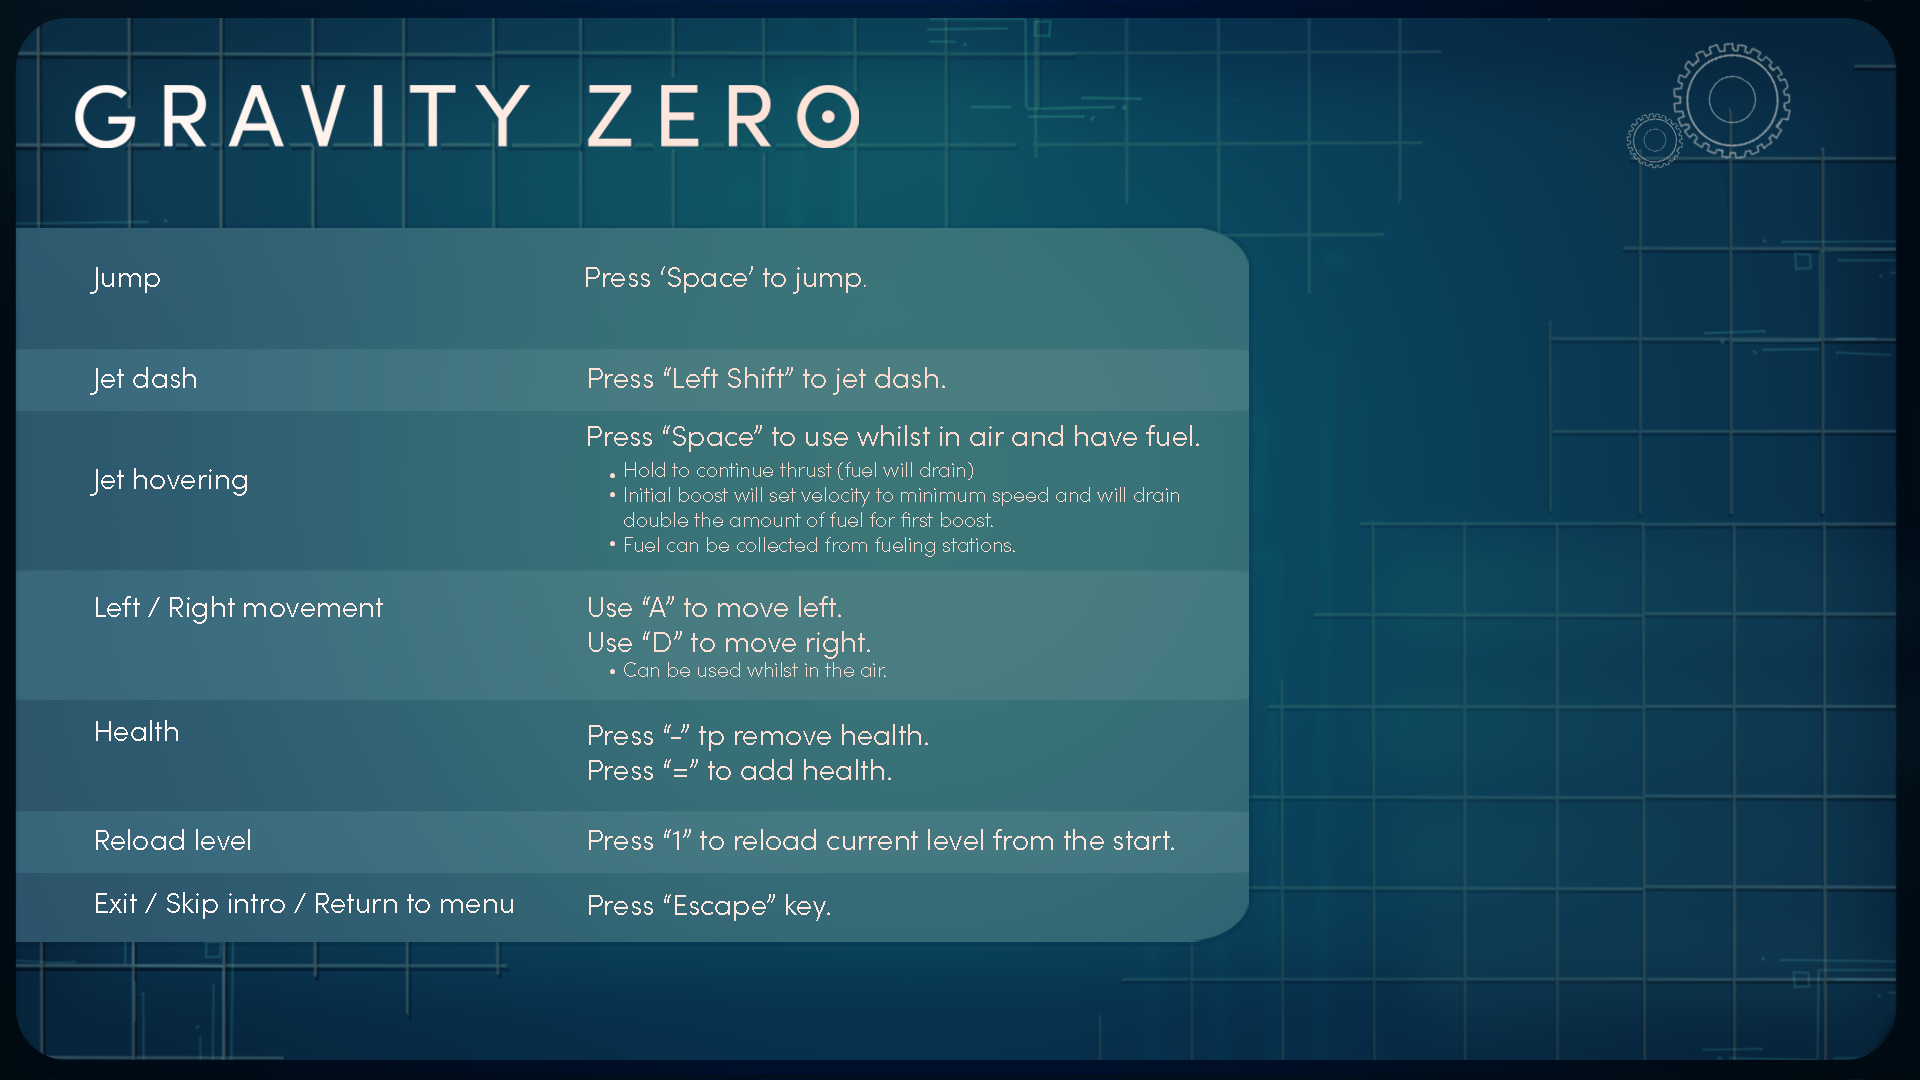 GRAVITY ZERO
Jump
Press ‘Space’ to jump.
Jet dash
Press “Left Shift” to jet dash.
Jet hovering
Press “Space” to use whilst in air and have fuel.
• Hold to continue thrust (fuel will drain)
• Initial boost will set velocity to minimum speed and will drain
double the amount of fuel for first boost.
• Fuel can be collected from fueling stations.
Left / Right movement
Use “A” to move left.
Use “D” to move right.
• Can be used whilst in the air.
Health
Press “-” tp remove health.
Press “=” to add health.
Reload level
Press “1” to reload current level from the start.
Exit / Skip intro / Return to menu
Press “Escape” key.